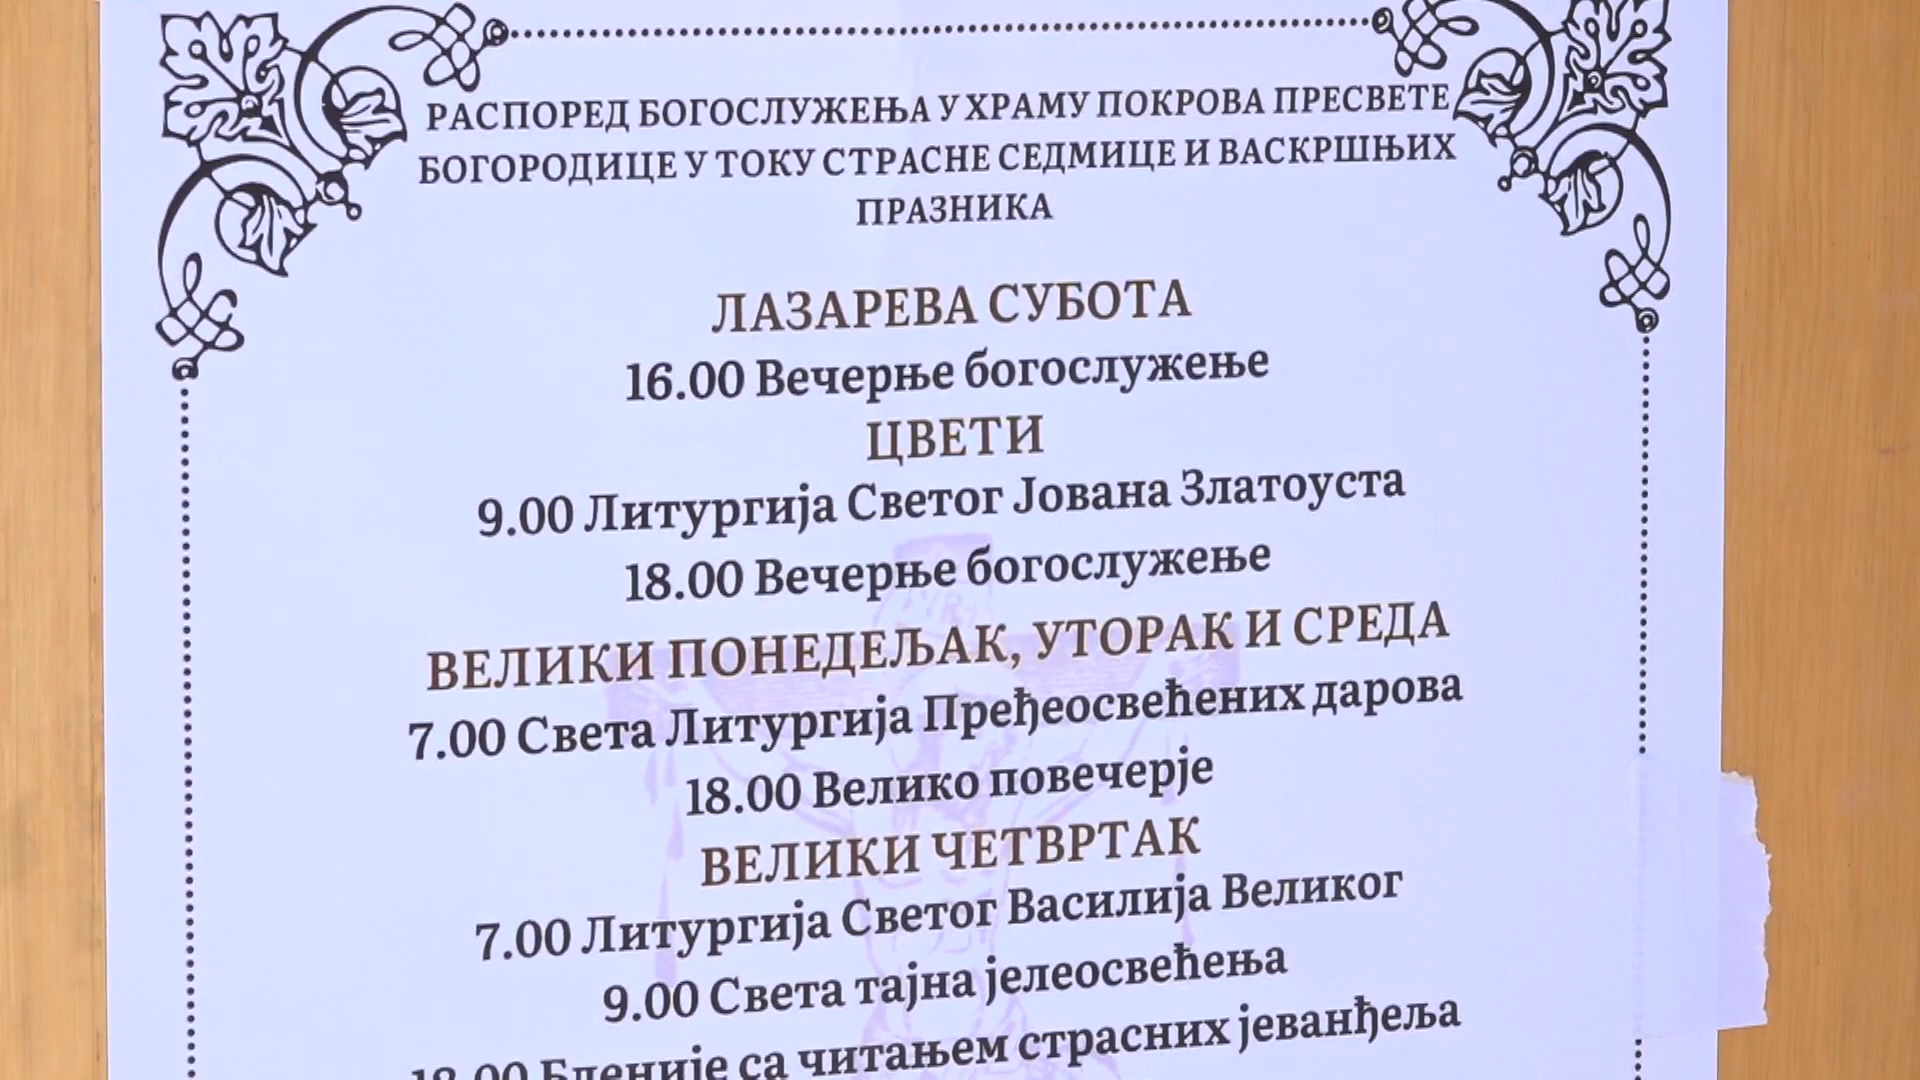 РАСПОРЕД БОГОСЛУЖЕЊА У ХРАМУ ПОКРОВА ПРЕСВЕТЕ
БОГОРОДИЦЕ У ТОКУ СТРАСНЕ СЕДМИЦЕ И ВАСКРШЊИХ
ПРАЗНИКА
ЛАЗАРЕВА СУБОТА
16.00 Вечерње богослужење
ЦВЕТИ
9.00 Литургија Светог Јована Златоуста
18.00 Вечерње богослужење
ВЕЛИКИ ПОНЕДЕЉАК, УТОРАК И СРЕДА
7.00 Света Литургија Пређеосвећених дарова
18.00 Велико повечерје
ВЕЛИКИ ЧЕТВРТАК
7.00 Литургија Светог Василија Великог
9.00 Света тајна јелеосвећења
18.00 Бденије са читањем страсних јеванђеља